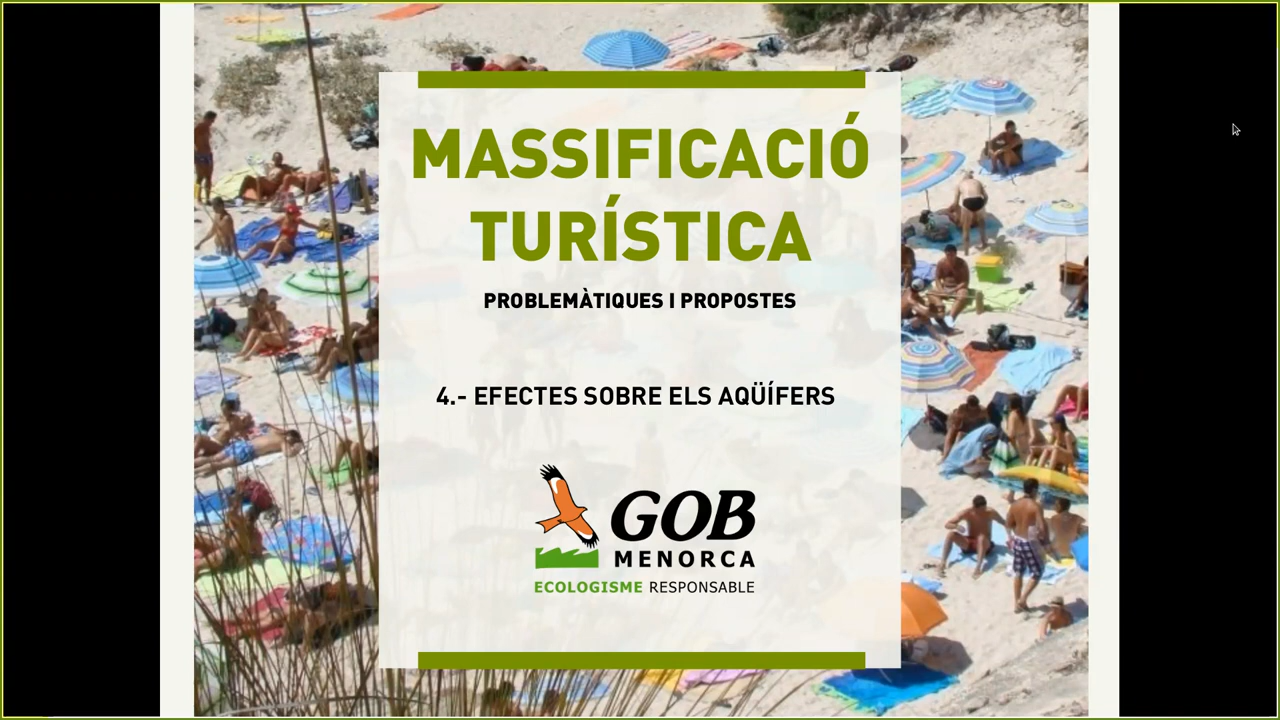 MASSIFICACIÓ
TURÍSTICA
PROBLEMÀTIQUES I PROPOSTES
4.- EFECTES SOBRE ELS AQÜÍFERS
GOB
MENORCA
ECOLOGISME RESPONSABLE